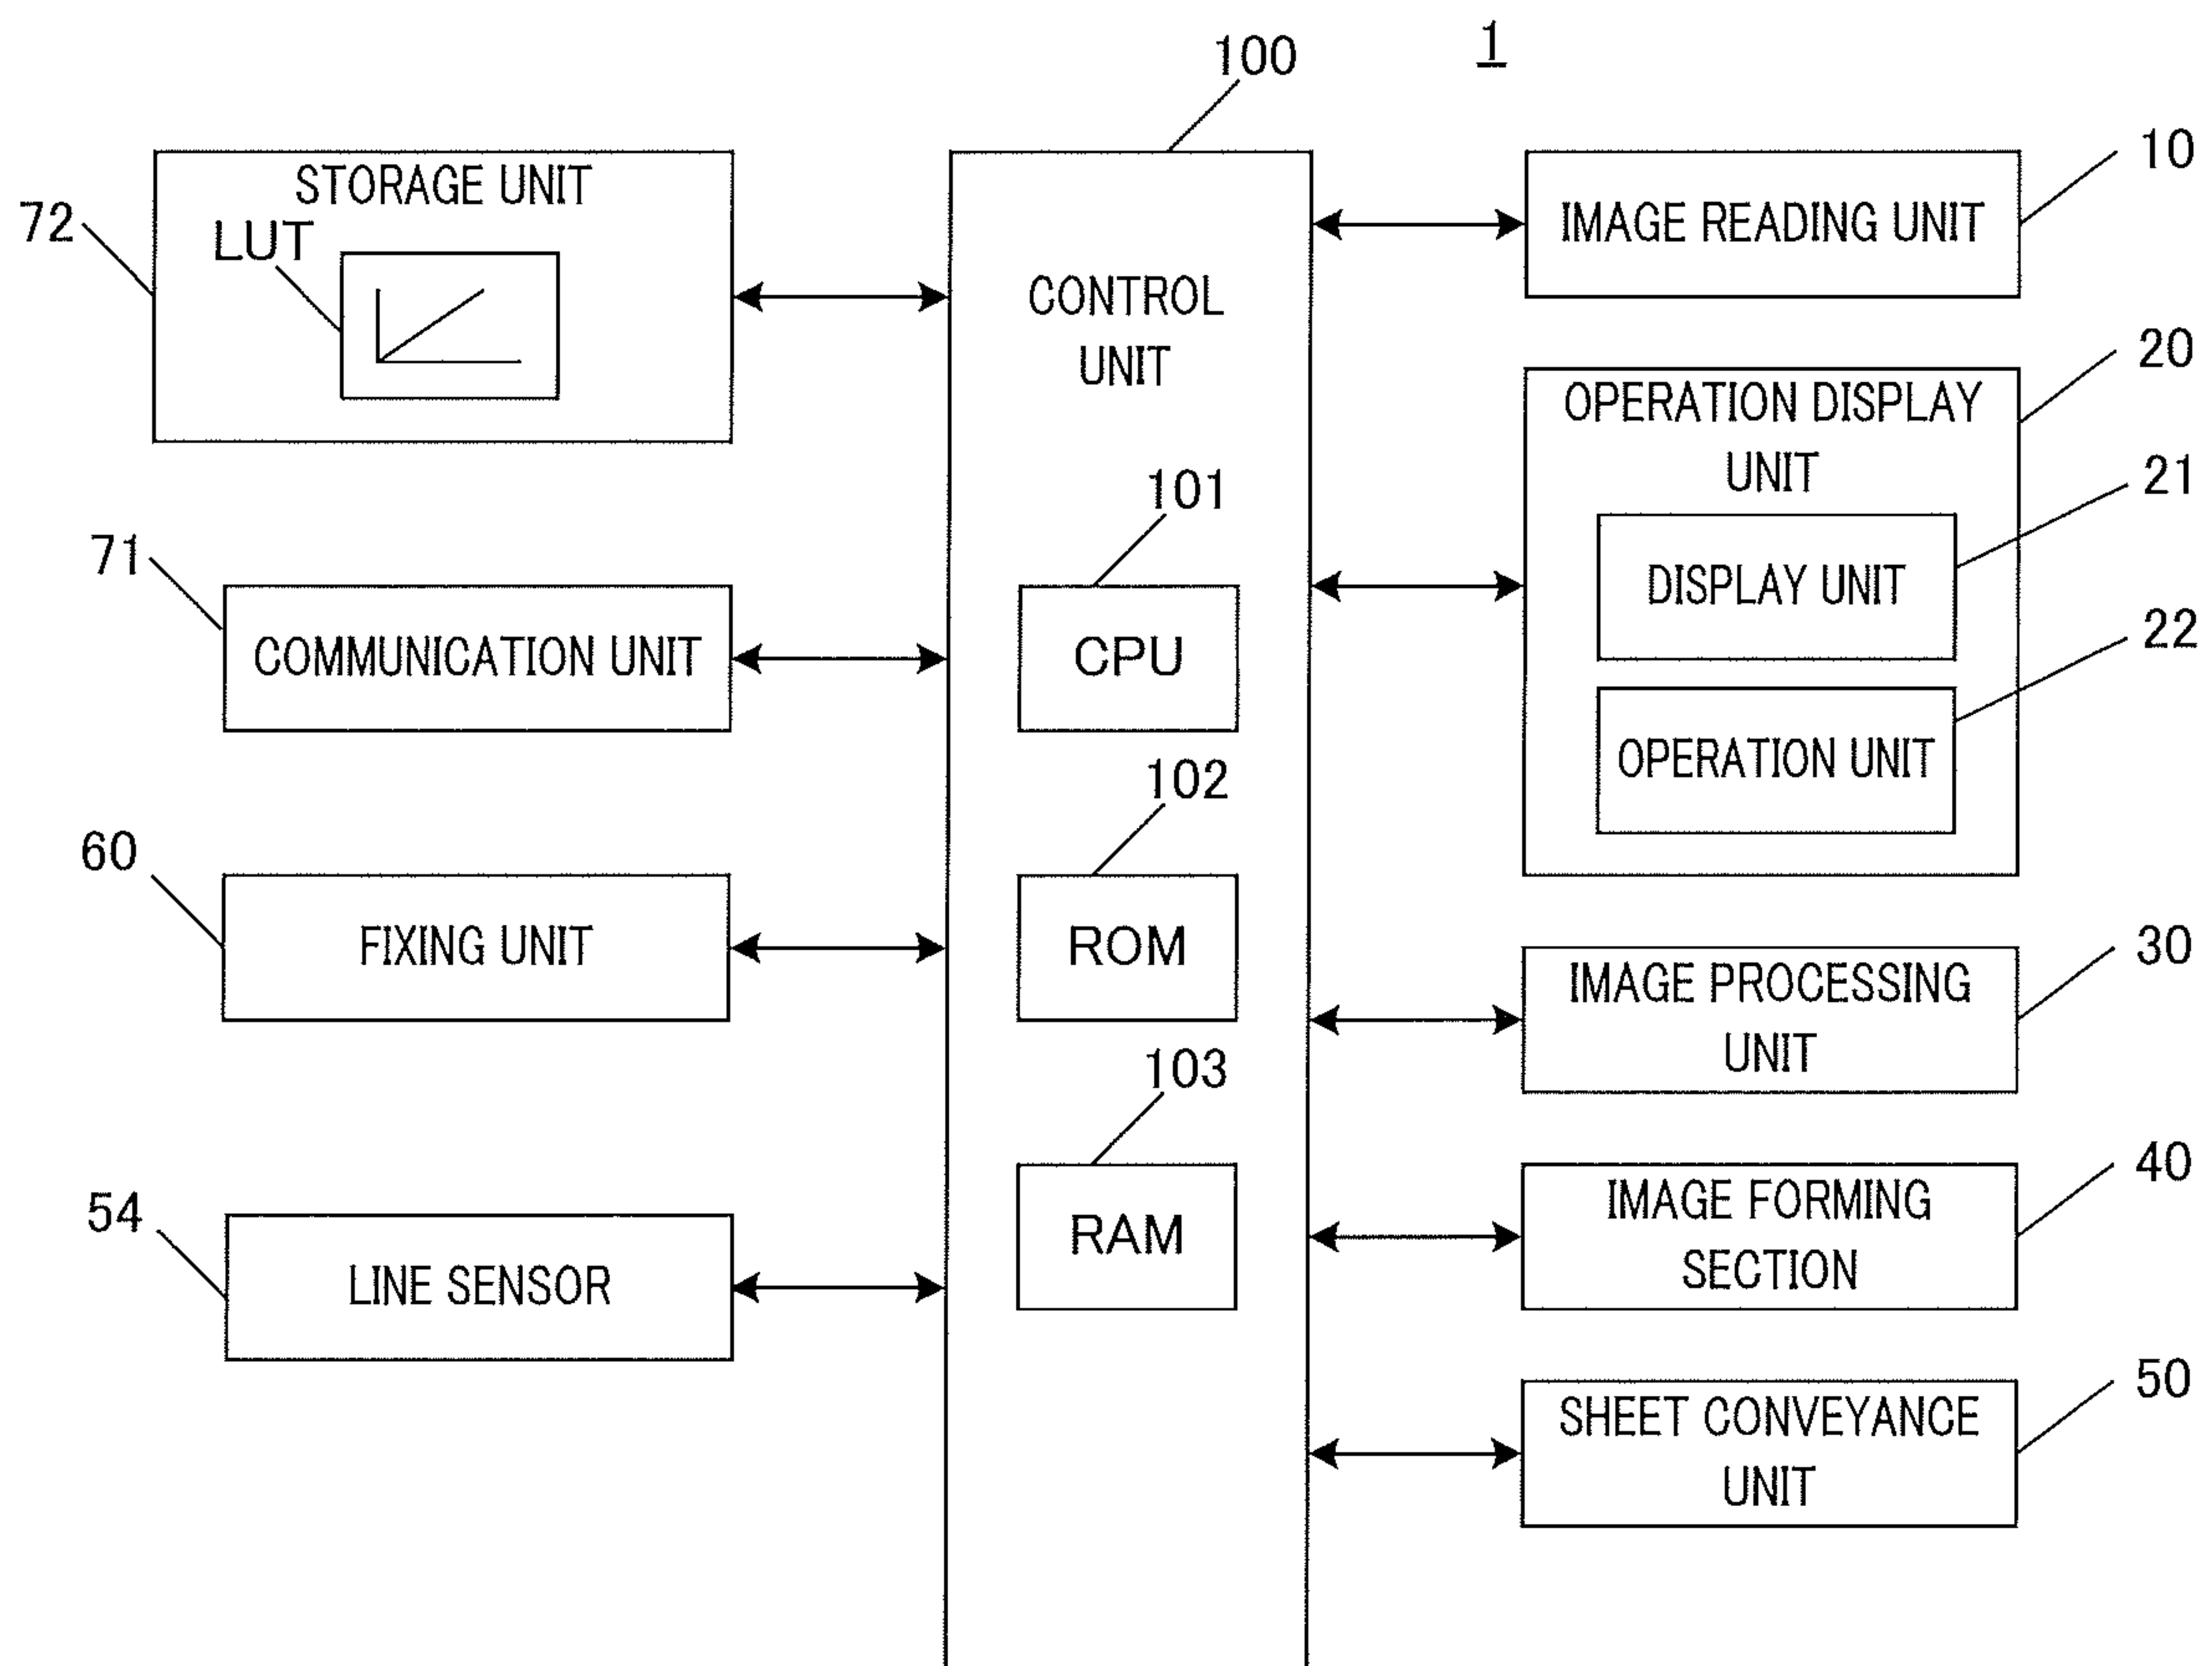 1
100
72
STORAGE UNIT
LUT
71
COMMUNICATION UNIT
60
FIXING UNIT
54
LINE SENSOR
CONTROL
UNIT
101
CPU
102
ROM
103
RAM
10
IMAGE READING UNIT
20
OPERATION DISPLAY
UNIT
21
DISPLAY UNIT
22
OPERATION UNIT
30
IMAGE PROCESSING
UNIT
40
IMAGE FORMING
SECTION
50
SHEET CONVEYANCE
UNIT